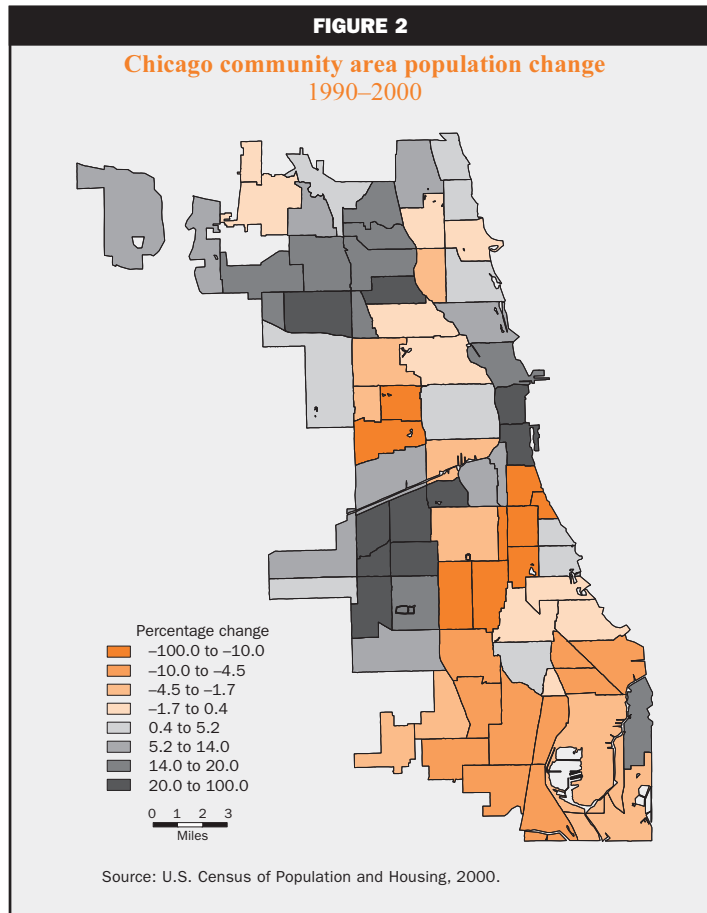 FIGURE 2
Chicago community area population change
1990–2000
Percentage change
–100.0 to –10.0
–10.0 to –4.5
–4.5 to –1.7
–1.7 to 0.4
0.4 to 5.2
5.2 to 14.0
14.0 to 20.0
20.0 to 100.0
0 1 2 3
Miles
Source: U.S. Census of Population and Housing, 2000.